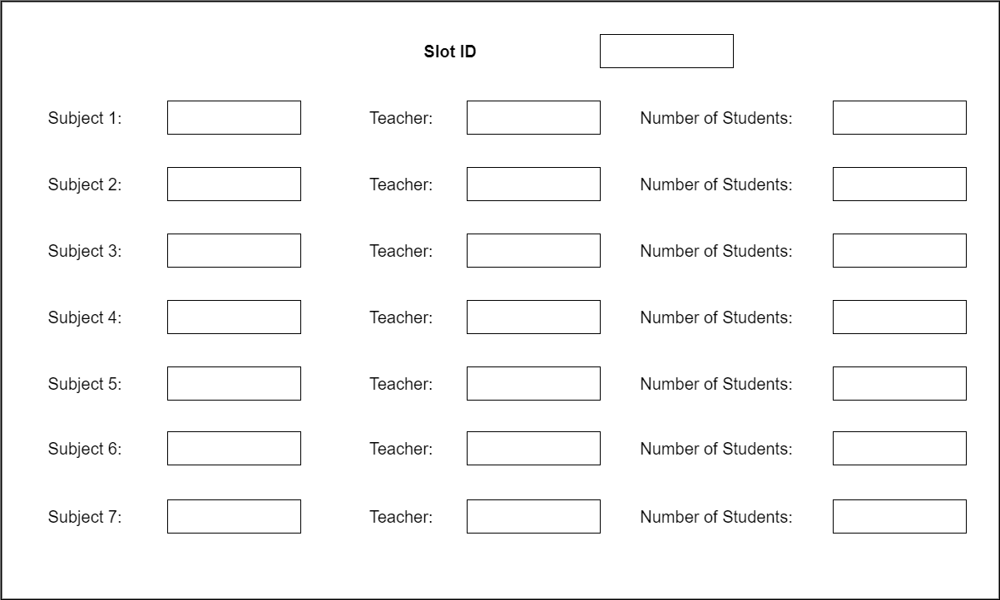 Slot ID
Subject 1: Teacher: Number of Students:
Subject 2: Teacher: Number of Students:
Subject 3: Teacher: Number of Students:
Subject 4: Teacher: Number of Students:
Subject 5: Teacher: Number of Students:
Subject 6: Teacher: Number of Students:
Subject 7: Teacher: Number of Students: